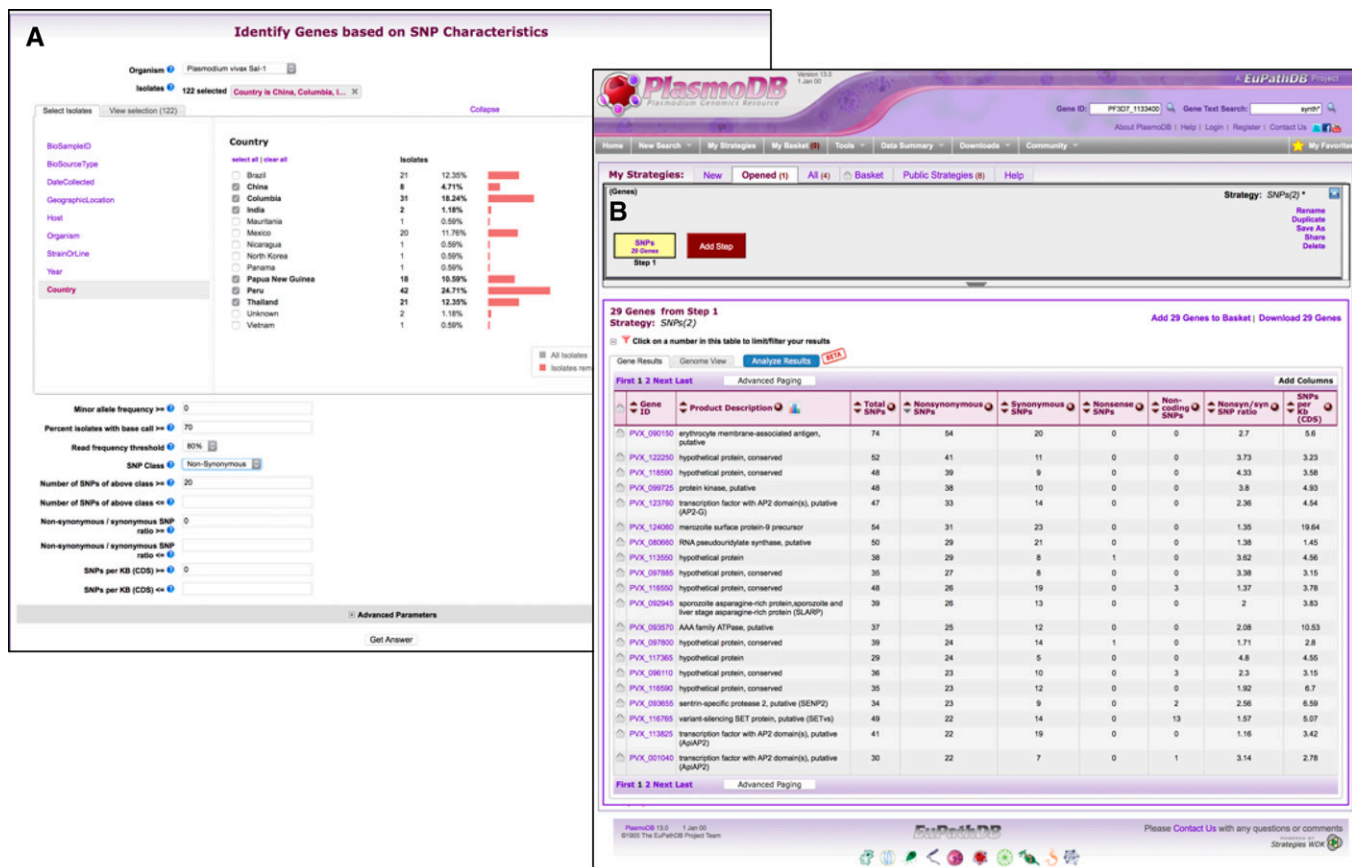 A
Identify Genes based on SNP Characteristics
Organism Plasmodium vivax Sal-1
Isolates 122 selected Country is China, Columbia, I...
Select Isolates View selection (122) Collapse
BioSampleID
BioSourceType
DateCollected
GeographicLocation
Host
Organism
StrainOrLine
Year
Country
Country
select all | clear all Isolates
Brazil 21 12.35%
China 8 4.71%
Columbia 31 18.24%
India 2 1.18%
Mauritania 1 0.59%
Mexico 20 11.76%
Nicaragua 1 0.59%
North Korea 1 0.59%
Panama 1 0.59%
Papua New Guinea 18 10.59%
Peru 42 24.71%
Thailand 21 12.35%
Unknown 2 1.18%
Vietnam 1 0.59%
All Isolates
Isolates rem
Minor allele frequency >= 0
Percent isolates with base call >= 70
Read frequency threshold 80%
SNP Class Non-Synonymous
Number of SNPs of above class >= 20
Number of SNPs of above class <=
Non-synonymous / synonymous SNP
ratio >= 0
Non-synonymous / synonymous SNP
ratio <=
SNPs per KB (CDS) >= 0
SNPs per KB (CDS) <=
Advanced Parameters
Get Answer
B
PlasmoDB
Plasmodium Genomics Resource
Version 13.0
1 Jan 00
A EuPathDB Project
Gene ID: PF3D7_1133400 Gene Text Search: synth*
About PlasmoDB | Help | Login | Register | Contact Us
Home New Search My Strategies My Basket (0) Tools Data Summary Downloads Community My Favorites
My Strategies: New Opened (1) All (4) Basket Public Strategies (8) Help
(Genes) Strategy: SNPs(2) *
Rename
Duplicate
Save As
Share
Delete
SNPs
29 Genes
Step 1
Add Step
29 Genes from Step 1
Strategy: SNPs(2)
Add 29 Genes to Basket | Download 29 Genes
Click on a number in this table to limit/filter your results
Gene Results Genome View Analyze Results BETA
First 1 2 Next Last Advanced Paging Add Columns
Gene ID Product Description Total SNPs Nonsynonymous SNPs Synonymous SNPs Nonsense SNPs Non-coding SNPs Nonsyn/syn SNP ratio SNPs per Kb (CDS)
PVX_090150 erythrocyte membrane-associated antigen, 74 54 20 0 0 2.7 5.6
putative
PVX_122250 hypothetical protein, conserved 52 41 11 0 0 3.73 3.23
PVX_118590 hypothetical protein, conserved 48 39 9 0 0 4.33 3.58
PVX_099725 protein kinase, putative 48 38 10 0 0 3.8 4.93
PVX_123760 transcription factor with AP2 domain(s), putative 47 33 14 0 0 2.36 4.54
(AP2-G)
PVX_124060 merozoite surface protein-9 precursor 54 31 23 0 0 1.35 19.64
PVX_080660 RNA pseudouridylate synthase, putative 50 29 21 0 0 1.38 1.45
PVX_113550 hypothetical protein 38 29 8 1 0 3.62 4.56
PVX_097885 hypothetical protein, conserved 35 27 8 0 0 3.38 3.15
PVX_116550 hypothetical protein, conserved 48 26 19 0 3 1.37 3.78
PVX_092945 sporozoite asparagine-rich protein,sporozoite and 39 26 13 0 0 2 3.83
liver stage asparagine-rich protein (SLARP)
PVX_093570 AAA family ATPase, putative 37 25 12 0 0 2.08 10.53
PVX_097800 hypothetical protein, conserved 39 24 14 1 0 1.71 2.8
PVX_117365 hypothetical protein 29 24 5 0 0 4.8 4.55
PVX_096110 hypothetical protein, conserved 36 23 10 0 3 2.3 3.15
PVX_116590 hypothetical protein, conserved 35 23 12 0 0 1.92 6.7
PVX_093655 sentrin-specific protease 2, putative (SENP2) 34 23 9 0 2 2.56 6.59
PVX_116765 variant-silencing SET protein, putative (SETvs) 49 22 14 0 13 1.57 5.07
PVX_113825 transcription factor with AP2 domain(s), putative 41 22 19 0 0 1.16 3.42
(ApiAP2)
PVX_001040 transcription factor with AP2 domain(s), putative 30 22 7 0 1 3.14 2.78
(ApiAP2)
First 1 2 Next Last Advanced Paging
PlasmoDB 13.0 1 Jan 00
©1900 The EuPathDB Project Team
EuPathDB
Please Contact Us with any questions or comments
POWERED BY
Strategies WDK